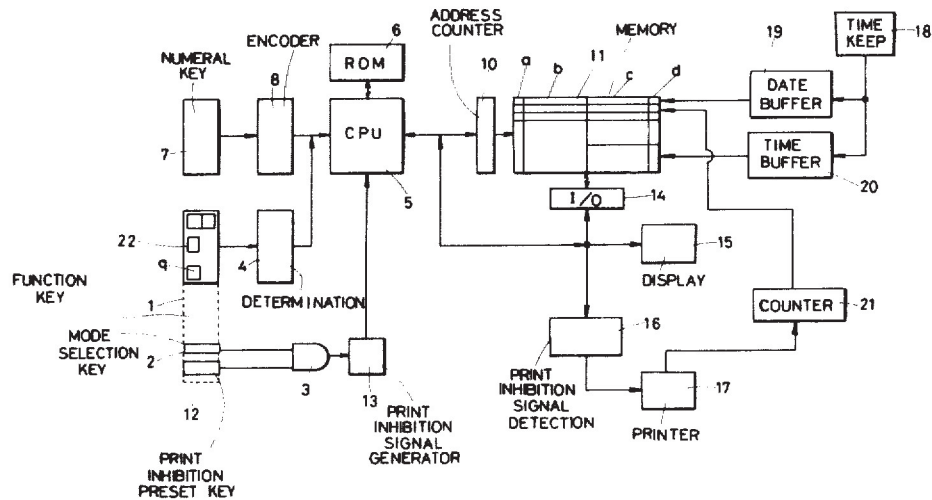 ADDRESS
COUNTER
10
6
ROM
ENCODER
8
NUMERAL
KEY
7
CPU
5
MEMORY
11
a
b
c
d
19
TIME
KEEP
18
DATE
BUFFER
TIME
BUFFER
20
I/O
14
22
9
4
DETERMINATION
FUNCTION
KEY
1
MODE
SELECTION
KEY
2
3
13
12
PRINT
INHIBITION
PRESET KEY
PRINT
INHIBITION
SIGNAL
GENERATOR
15
DISPLAY
16
PRINT
INHIBITION
SIGNAL
DETECTION
COUNTER
21
17
PRINTER